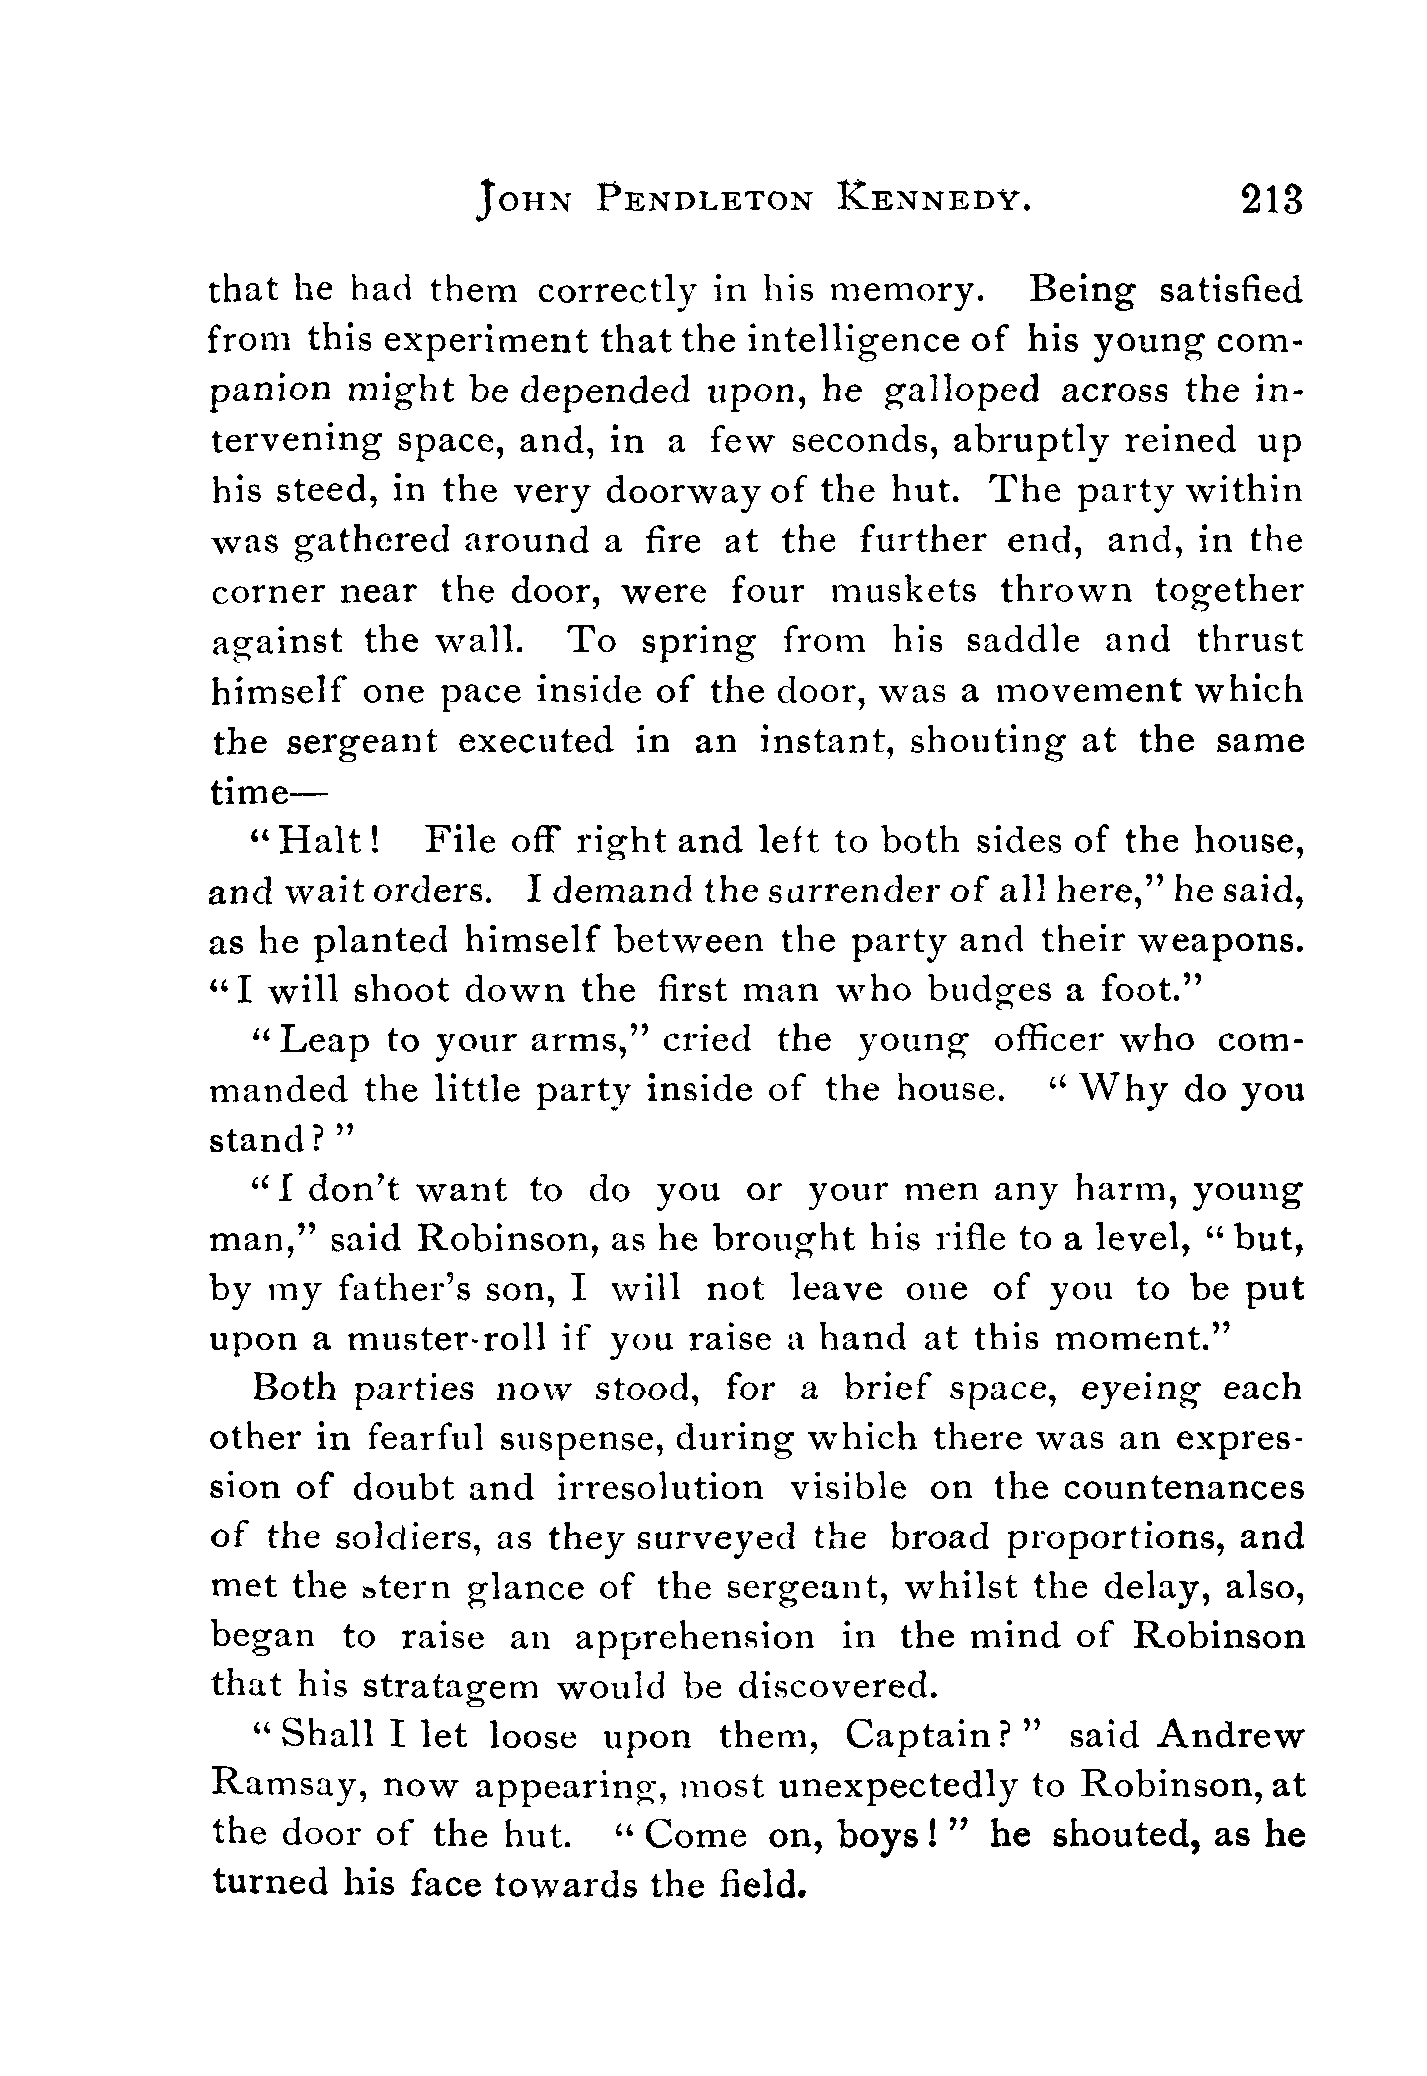 John Pendleton Kennedy. 213
that he had them correctly in his memory. Being satisfied
from this experiment that the intelligence of his young com-
panion might be depended upon, he galloped across the in-
tervening space, and, in a few seconds, abruptly reined up
his steed, in the very doorway of the hut. The party within
was gathered around a fire at the further end, and, in the
corner near the door, were four muskets thrown together
against the wall. To spring from his saddle and thrust
himself one pace inside of the door, was a movement which
the sergeant executed in an instant, shouting at the same
time—
“Halt! File off right and left to both sides of the house,
and wait orders. I demand the surrender of all here,” he said,
as he planted himself between the party and their weapons.
“I will shoot down the first man who budges a foot.”
“Leap to your arms,” cried the young officer who com-
manded the little party inside of the house. “Why do you
stand?”
“I don’t want to do you or your men any harm, young
man,” said Robinson, as he brought his rifle to a level, “but,
by my father’s son, I will not leave one of you to be put
upon a muster-roll if you raise a hand at this moment.”
Both parties now stood, for a brief space, eyeing each
other in fearful suspense, during which there was an expres-
sion of doubt and irresolution visible on the countenances
of the soldiers, as they surveyed the broad proportions, and
met the stern glance of the sergeant, whilst the delay, also,
began to raise an apprehension in the mind of Robinson
that his stratagem would be discovered.
“Shall I let loose upon them, Captain?” said Andrew
Ramsay, now appearing, most unexpectedly to Robinson, at
the door of the hut. “Come on, boys!” he shouted, as he
turned his face towards the field.